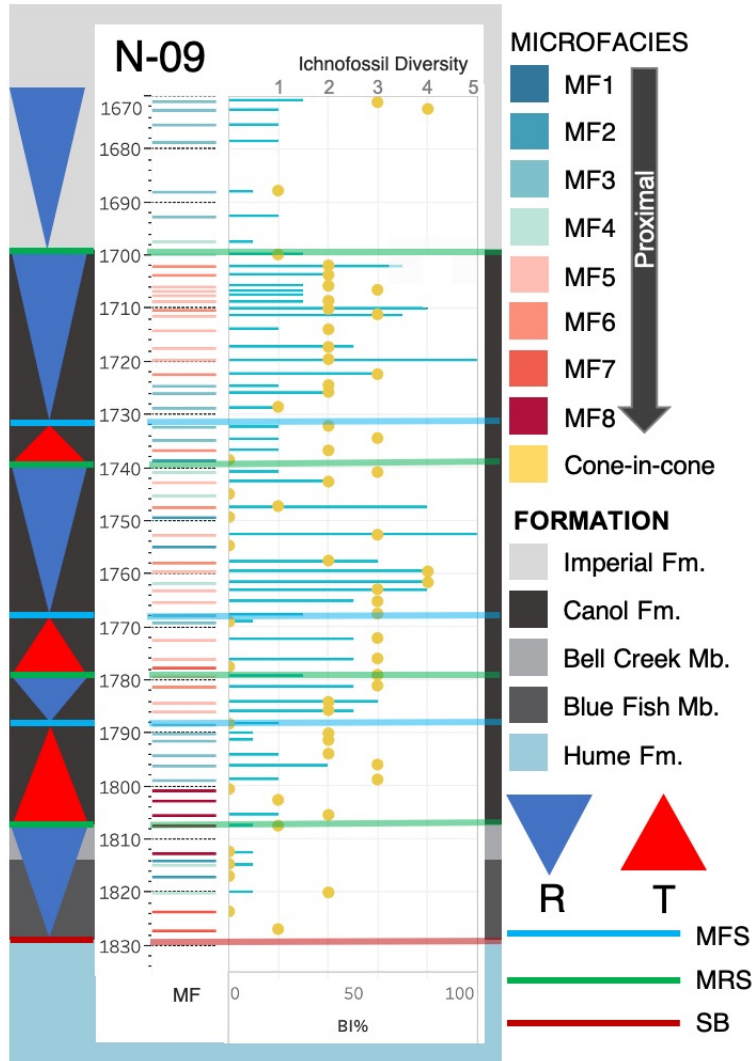 N-09
Ichnofossil Diversity
1 2 3 4 5
1670
1680
1690
1700
1710
1720
1730
1740
1750
1760
1770
1780
1790
1800
1810
1820
1830
MF
0 50 100
BI%
MICROFACIES
MF1
MF2
MF3
MF4
MF5
MF6
MF7
MF8
Cone-in-cone
Proximal
FORMATION
Imperial Fm.
Canol Fm.
Bell Creek Mb.
Blue Fish Mb.
Hume Fm.
R T
MFS
MRS
SB